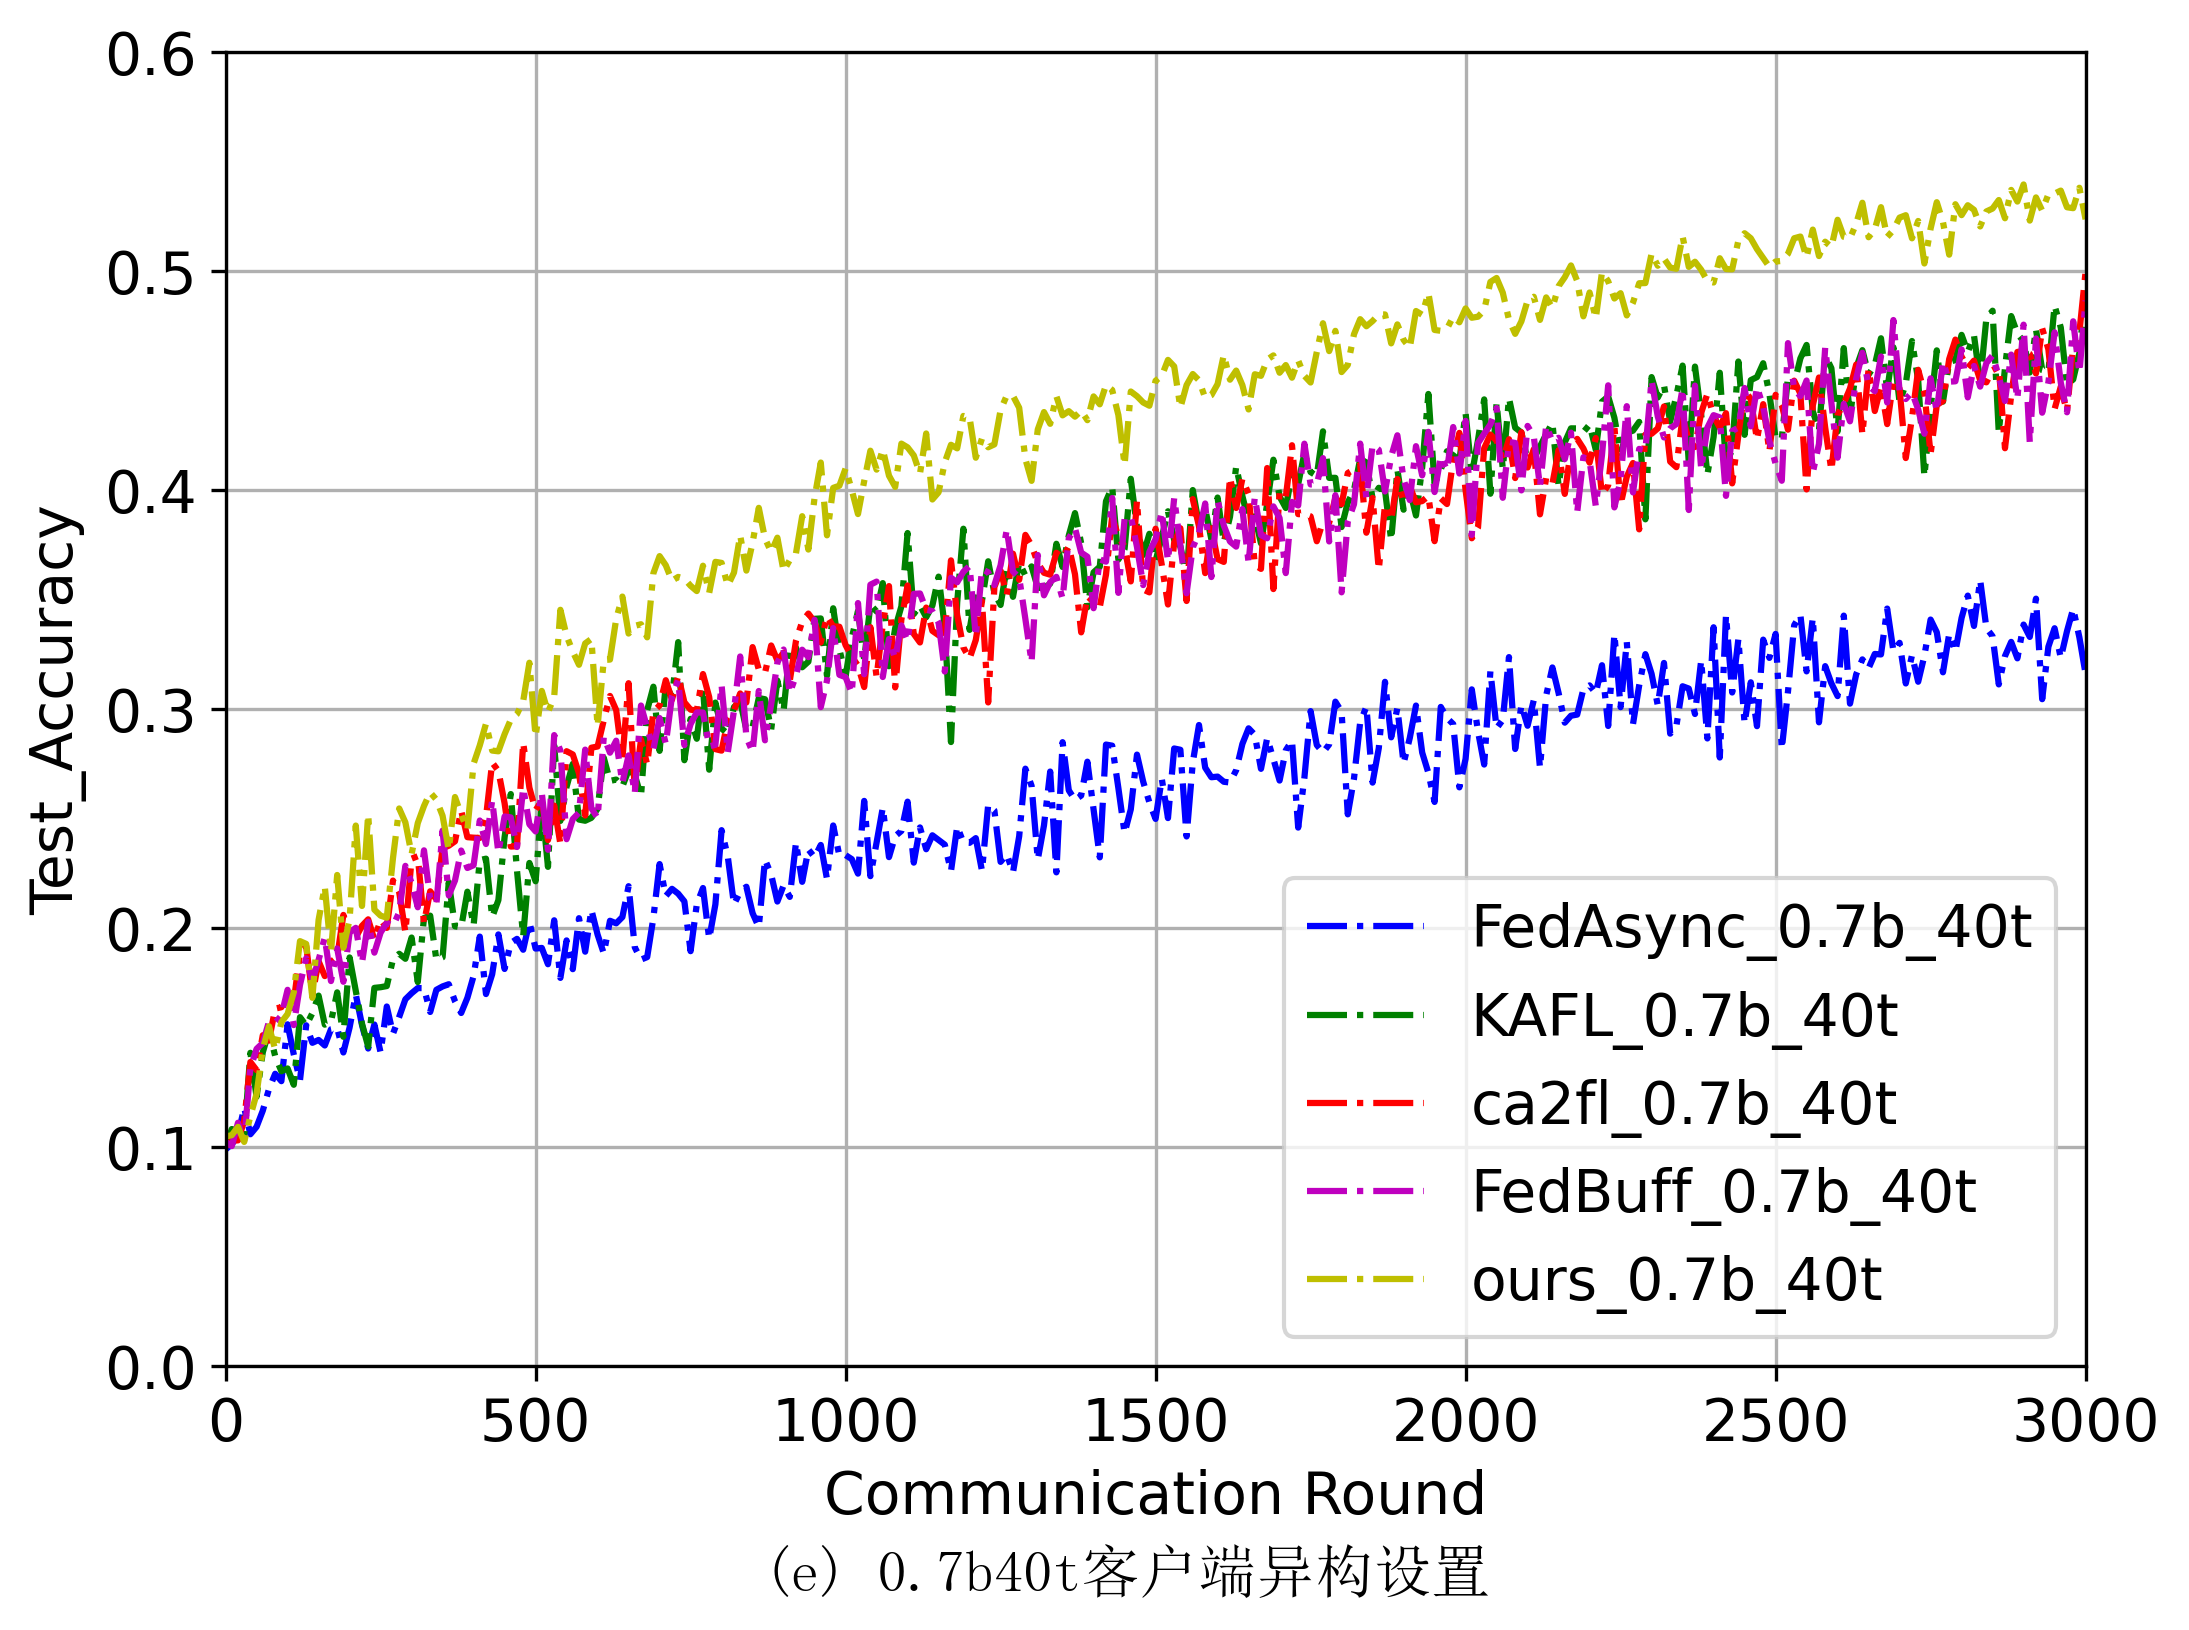 0.6
0.5
0.4
0.3
0.2
0.1
0.0
Test_Accuracy
FedAsync_0.7b_40t
KAFL_0.7b_40t
ca2fl_0.7b_40t
FedBuff_0.7b_40t
ours_0.7b_40t
0 500 1000 1500 2000 2500 3000
Communication Round
(e) 0.7b40t客户端异构设置